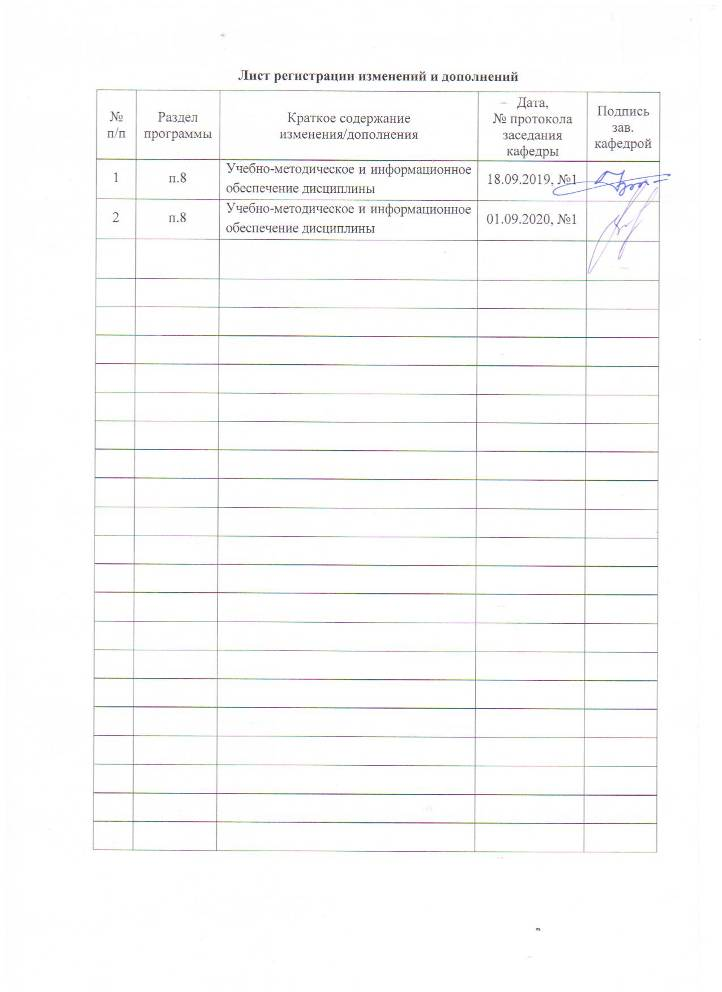 Лист регистрации изменений и дополнений
№ п/п
Раздел программы
Краткое содержание изменения/дополнения
– Дата, № протокола заседания кафедры
Подпись зав. кафедрой
1
п.8
Учебно-методическое и информационное
обеспечение дисциплины
18.09.2019, №1
2
п.8
Учебно-методическое и информационное
обеспечение дисциплины
01.09.2020, №1